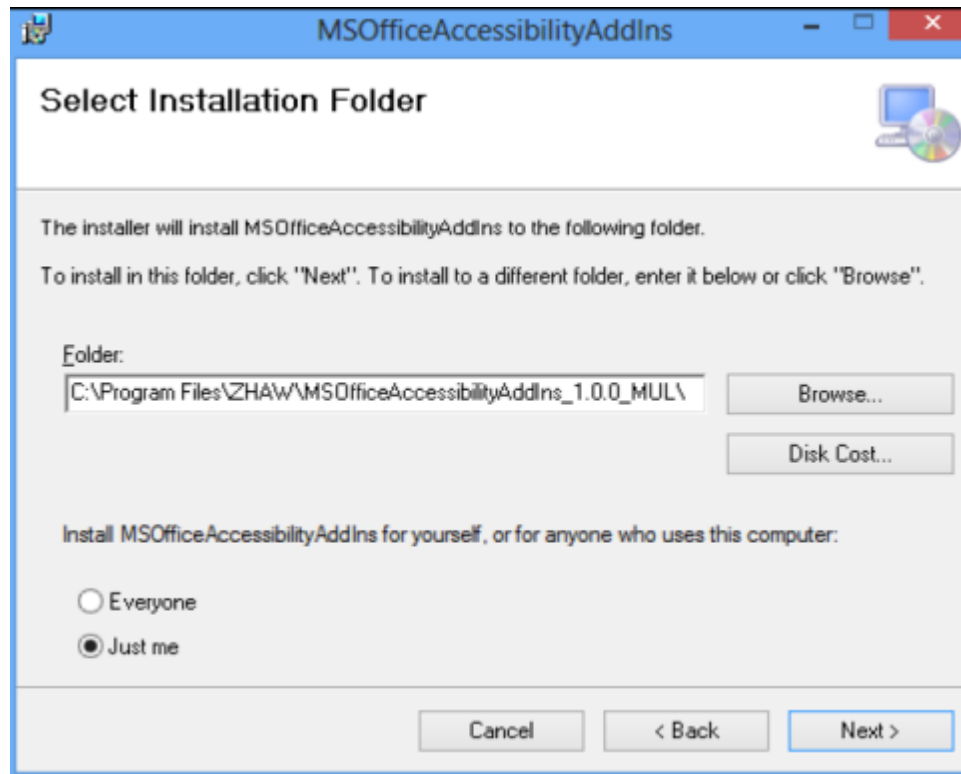 MSOfficeAccessibilityAddIns
Select Installation Folder
The installer will install MSOfficeAccessibilityAddIns to the following folder.
To install in this folder, click "Next". To install to a different folder, enter it below or click "Browse".
Folder:
C:\Program Files\ZHAW\MSOfficeAccessibilityAddIns_1.0.0_MUL\
Browse...
Disk Cost...
Install MSOfficeAccessibilityAddIns for yourself, or for anyone who uses this computer:
Everyone
Just me
Cancel
< Back
Next >